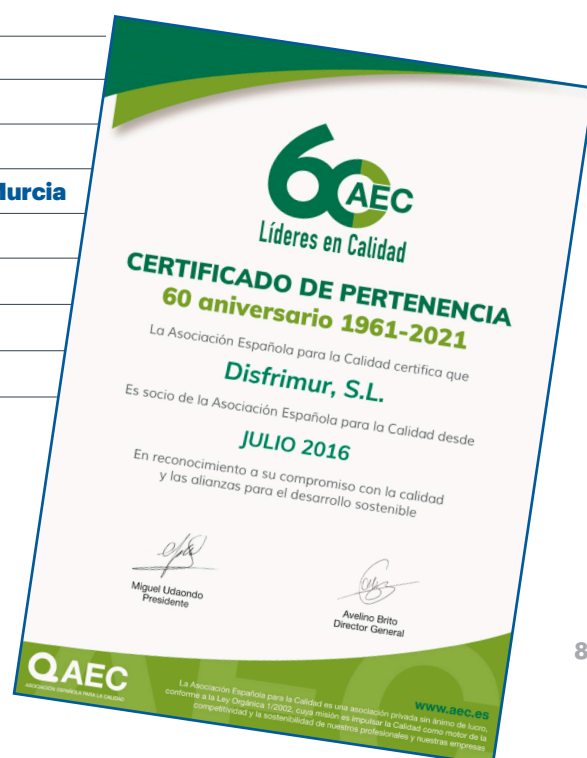 Murcia
60 AEC
Líderes en Calidad
CERTIFICADO DE PERTENENCIA
60 aniversario 1961-2021
La Asociación Española para la Calidad certifica que
Disfrimur, S.L.
Es socio de la Asociación Española para la Calidad desde
JULIO 2016
En reconocimiento a su compromiso con la calidad
y las alianzas para el desarrollo sostenible
Miguel Udaondo
Presidente
Avelino Brito
Director General
8
QAEC
ASOCIACIÓN ESPAÑOLA PARA LA CALIDAD
www.aec.es
La Asociación Española para la Calidad es una asociación privada sin ánimo de lucro,
conforme a la Ley Orgánica 1/2002, cuya misión es impulsar la Calidad como motor de la
competitividad y la sostenibilidad de nuestros profesionales y nuestras empresas